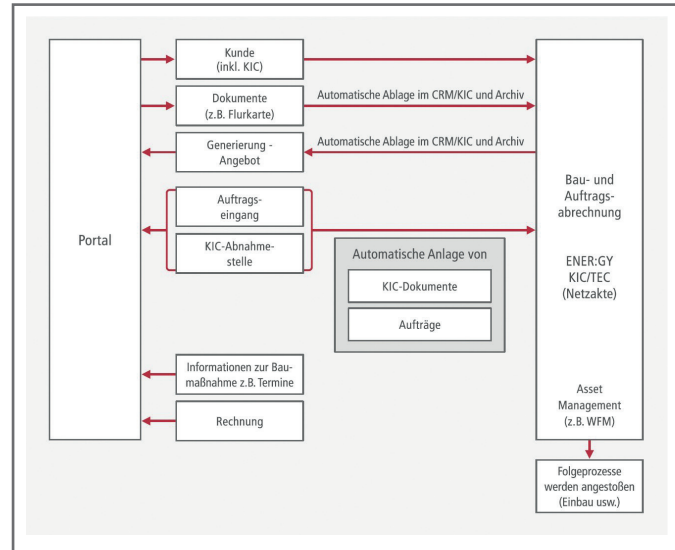 Portal
Kunde
(inkl. KIC)
Dokumente
(z.B. Flurkarte)
Automatische Ablage im CRM/KIC und Archiv
Generierung -
Angebot
Automatische Ablage im CRM/KIC und Archiv
Auftrags-
eingang
KIC-Abnahme-
stelle
Automatische Anlage von
KIC-Dokumente
Aufträge
Informationen zur Bau-
maßnahme z.B. Termine
Rechnung
Bau- und
Auftrags-
abrechnung
ENER:GY
KIC/TEC
(Netzakte)
Asset
Management
(z.B. WFM)
Folgeprozesse
werden angestoßen
(Einbau usw.)